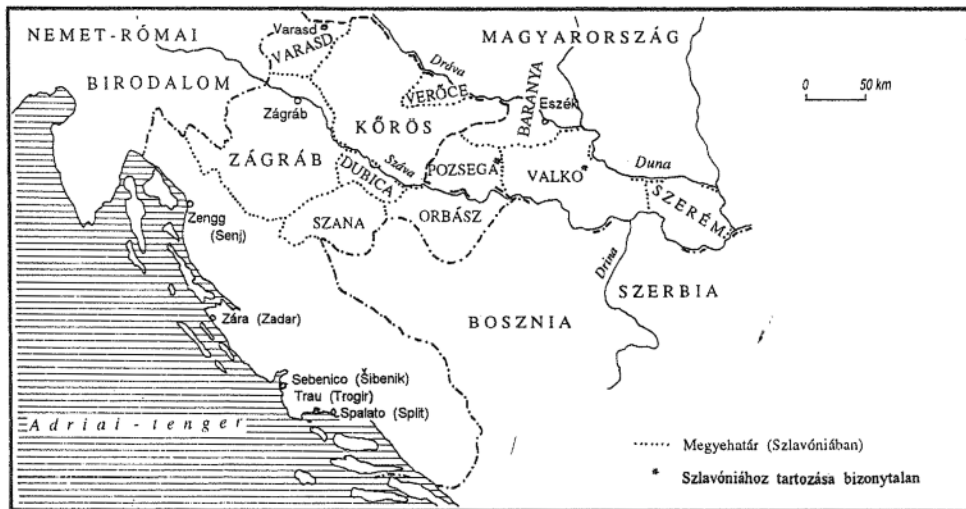 NEMET-RÓMAI
BIRODALOM
Varasd
VARASD
MAGYARORSZÁG
Dráva
0 50 km
VERŐCE
BARANYA
Eszék
Zágráb
KŐRÖS
ZÁGRÁB
Száva
DUBICA
POZSEGA*
VALKO*
Duna
SZERÉM
Zengg
(Senj)
SZANA
ORBÁSZ
Drina
SZERBIA
BOSZNIA
Zára (Zadar)
Sebenico (Šibenik)
Trau (Trogir)
Spalato (Split)
Adriai-tenger
Megyehatár (Szlavóniában)
* Szlavóniához tartozása bizonytalan